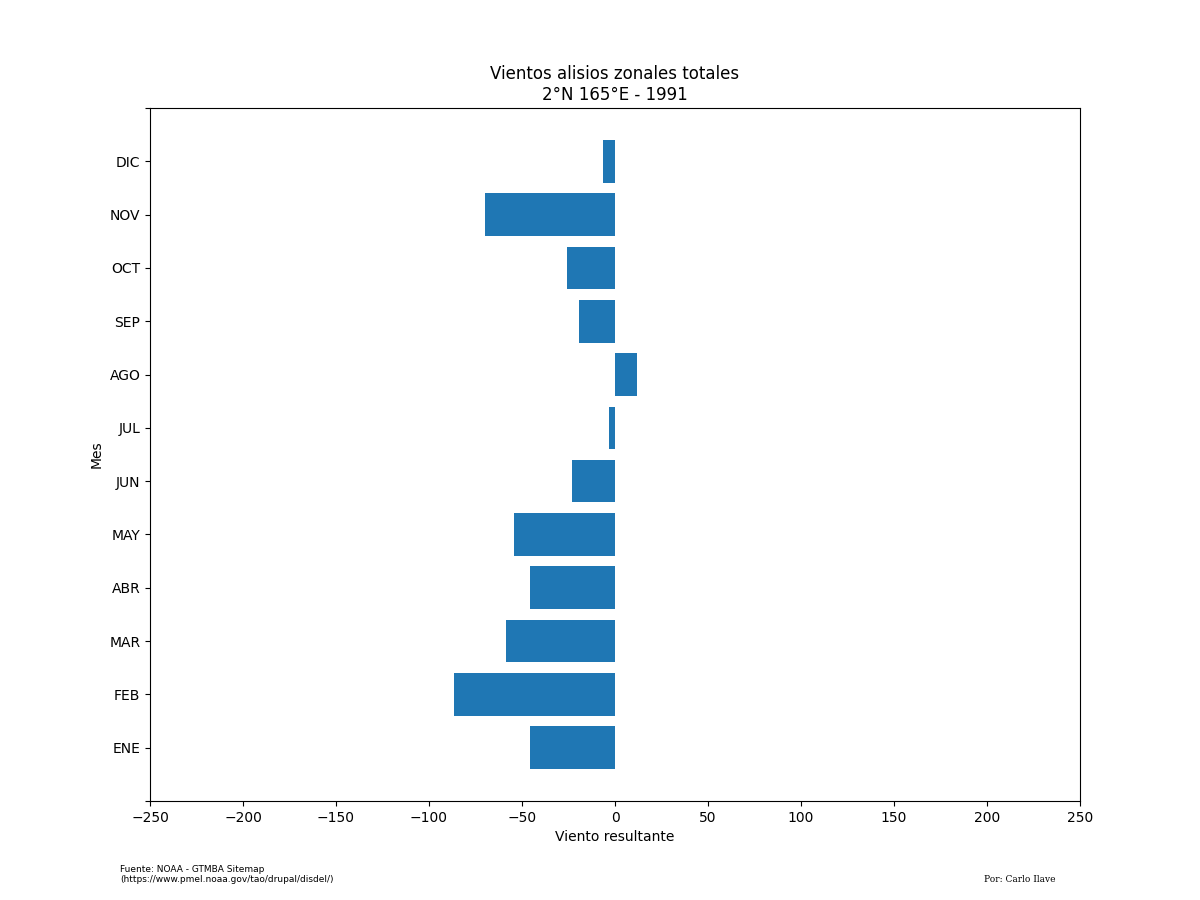 Vientos alisios zonales totales
2°N 165°E - 1991
DIC
NOV
OCT
SEP
AGO
JUL
JUN
MAY
ABR
MAR
FEB
ENE
Mes
−250 −200 −150 −100 −50 0 50 100 150 200 250
Viento resultante
Fuente: NOAA - GTMBA Sitemap
(https://www.pmel.noaa.gov/tao/drupal/disdel/)
Por: Carlo Ilave